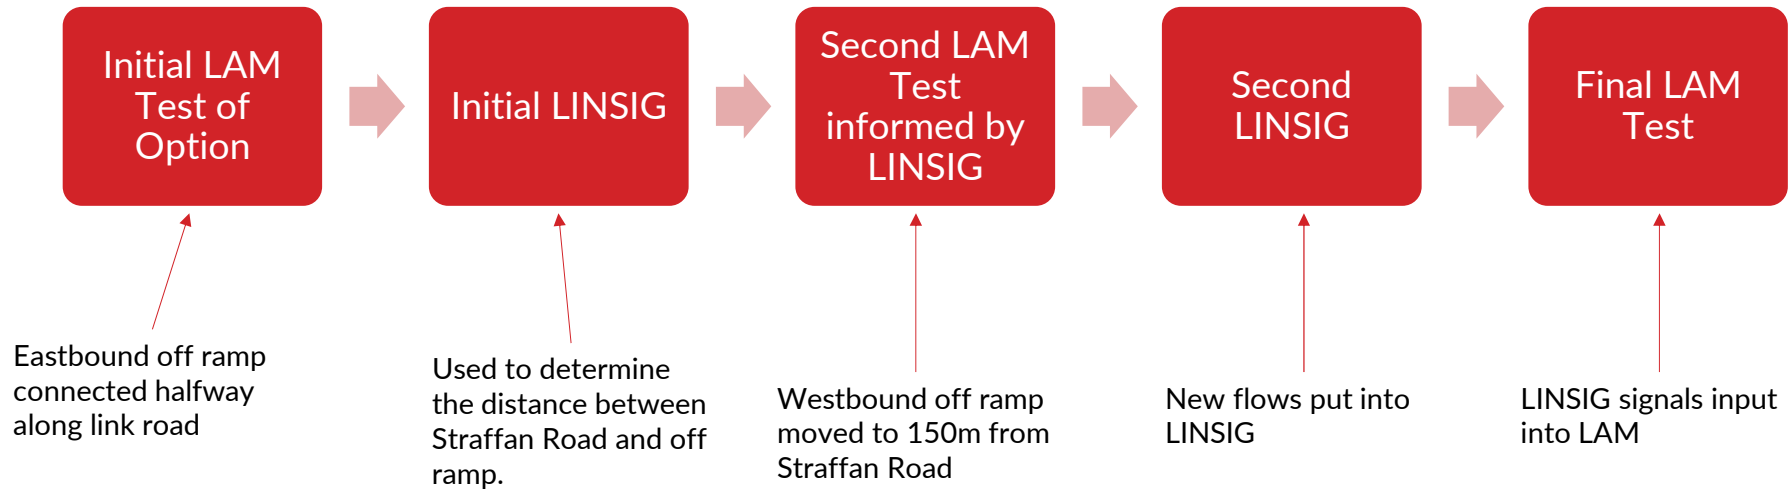 Initial LAM
Test of
Option
Initial LINSIG
Second LAM
Test
informed by
LINSIG
Second
LINSIG
Final LAM
Test
Eastbound off ramp
connected halfway
along link road
Used to determine
the distance between
Straffan Road and off
ramp.
Westbound off ramp
moved to 150m from
Straffan Road
New flows put into
LINSIG
LINSIG signals input
into LAM